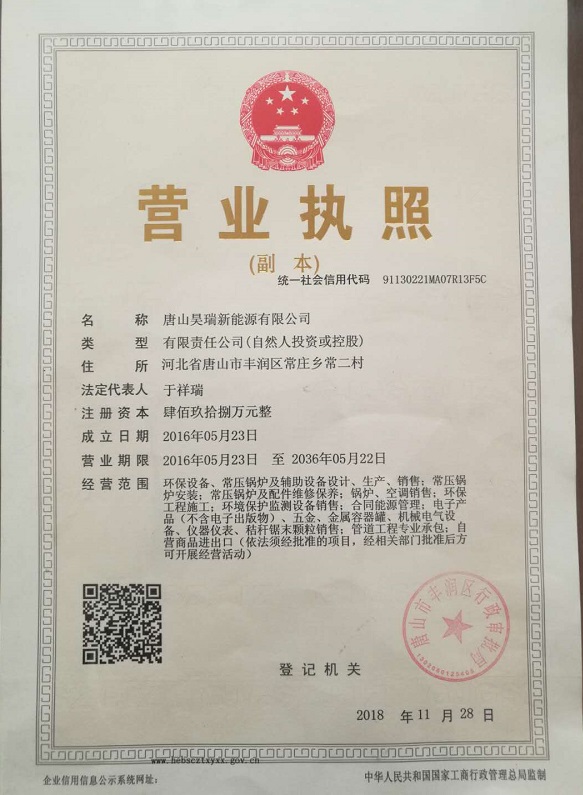 营业执照
(副 本)
统一社会信用代码 91130221MA07R13F5C
名 称 唐山昊瑞新能源有限公司
类 型 有限责任公司(自然人投资或控股)
住 所 河北省唐山市丰润区常庄乡常二村
法定代表人 于祥瑞
注册资本 肆佰玖拾捌万元整
成立日期 2016年05月23日
营业期限 2016年05月23日 至 2036年05月22日
经营范围 环保设备、常压锅炉及辅助设备设计、生产、销售；常压锅
炉安装；常压锅炉及配件维修保养；锅炉、空调销售；环保
工程施工；环境保护监测设备销售；合同能源管理；电子产
品（不含电子出版物）、五金、金属容器罐、机械电气设
备、仪器仪表、秸秆锯末颗粒销售；管道工程专业承包；自
营商品进出口（依法须经批准的项目，经相关部门批准后方
可开展经营活动）
唐山市丰润区行政审批局
登记机关
2018 年 11 月 28 日
www.hebscztxyxx.gov.cn
企业信用信息公示系统网址：
中华人民共和国国家工商行政管理总局监制